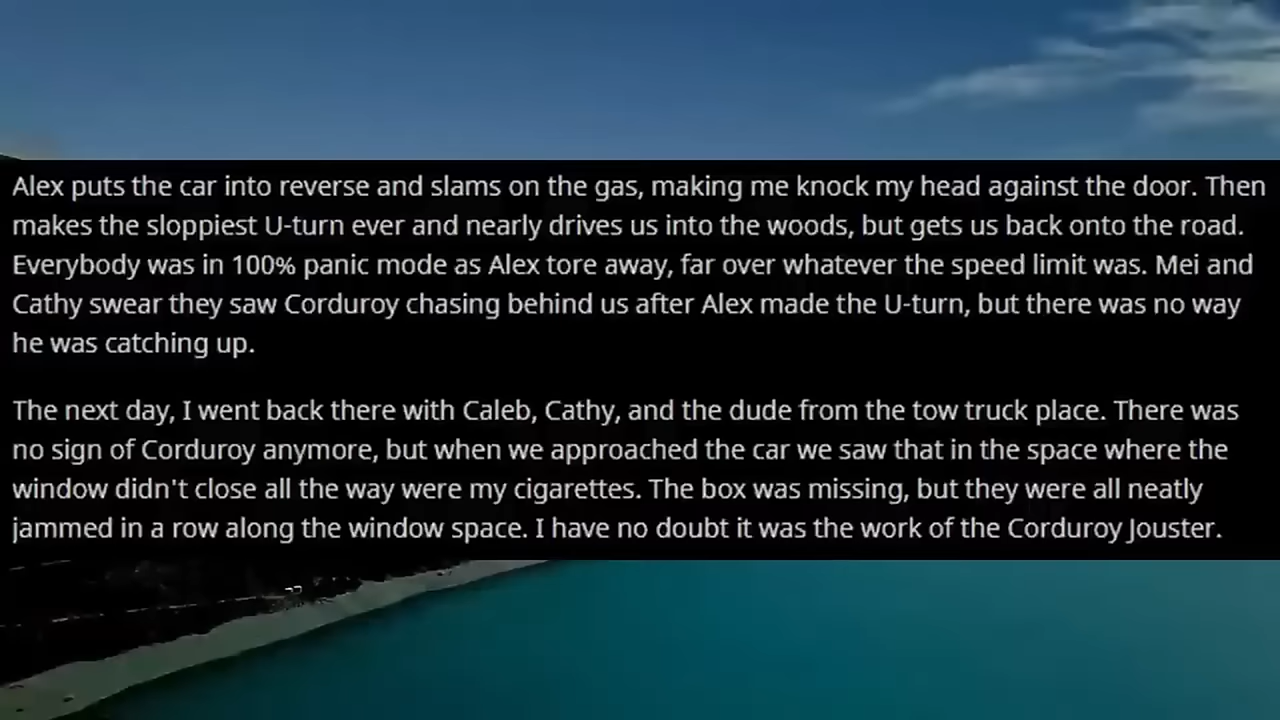 Alex puts the car into reverse and slams on the gas, making me knock my head against the door. Then
makes the sloppiest U-turn ever and nearly drives us into the woods, but gets us back onto the road.
Everybody was in 100% panic mode as Alex tore away, far over whatever the speed limit was. Mei and
Cathy swear they saw Corduroy chasing behind us after Alex made the U-turn, but there was no way
he was catching up.
The next day, I went back there with Caleb, Cathy, and the dude from the tow truck place. There was
no sign of Corduroy anymore, but when we approached the car we saw that in the space where the
window didn't close all the way were my cigarettes. The box was missing, but they were all neatly
jammed in a row along the window space. I have no doubt it was the work of the Corduroy Jouster.